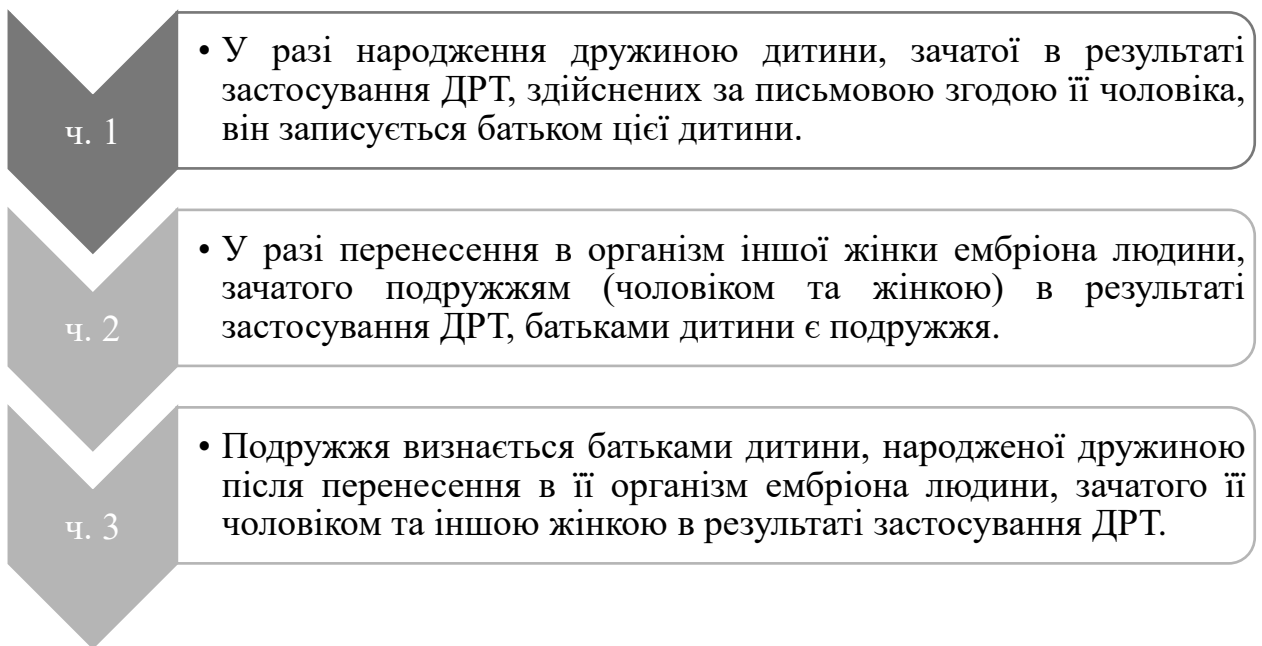 ч. 1
• У разі народження дружиною дитини, зачатої в результаті
застосування ДРТ, здійснених за письмовою згодою її чоловіка,
він записується батьком цієї дитини.
ч. 2
• У разі перенесення в організм іншої жінки ембріона людини,
зачатого подружжям (чоловіком та жінкою) в результаті
застосування ДРТ, батьками дитини є подружжя.
ч. 3
• Подружжя визнається батьками дитини, народженої дружиною
після перенесення в її організм ембріона людини, зачатого її
чоловіком та іншою жінкою в результаті застосування ДРТ.